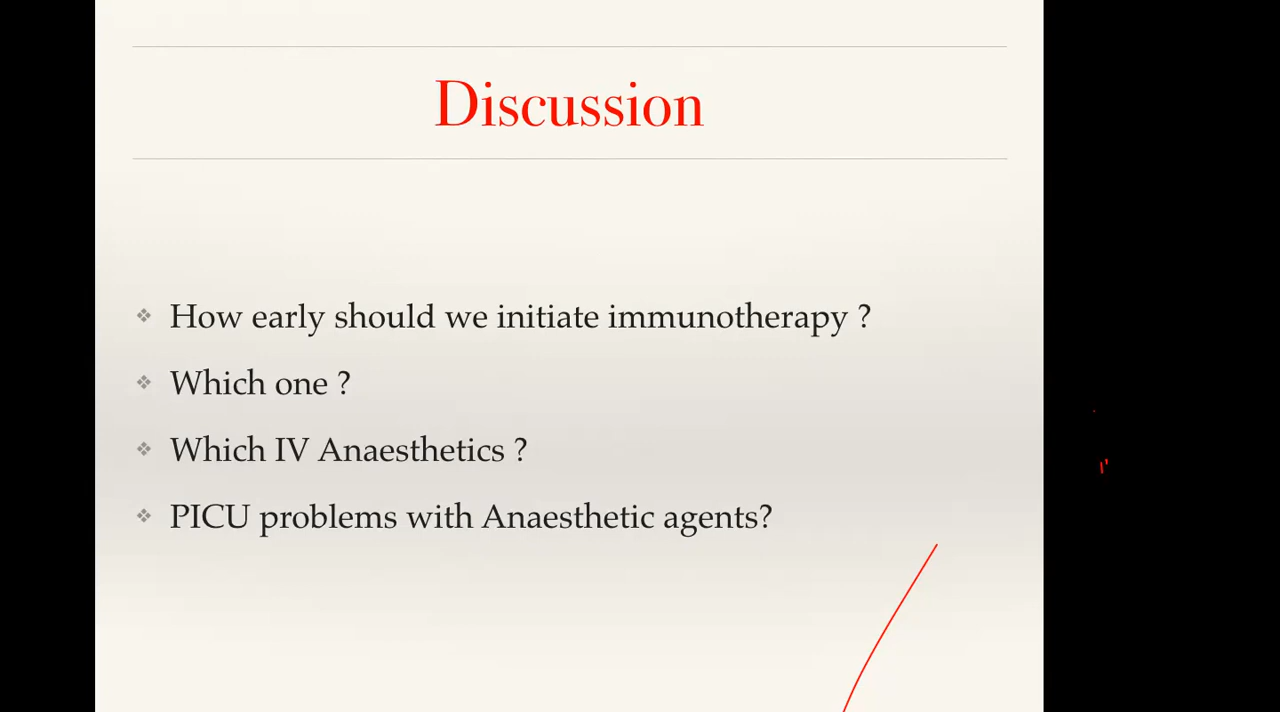 Discussion
How early should we initiate immunotherapy ?
Which one ?
Which IV Anaesthetics ?
PICU problems with Anaesthetic agents?